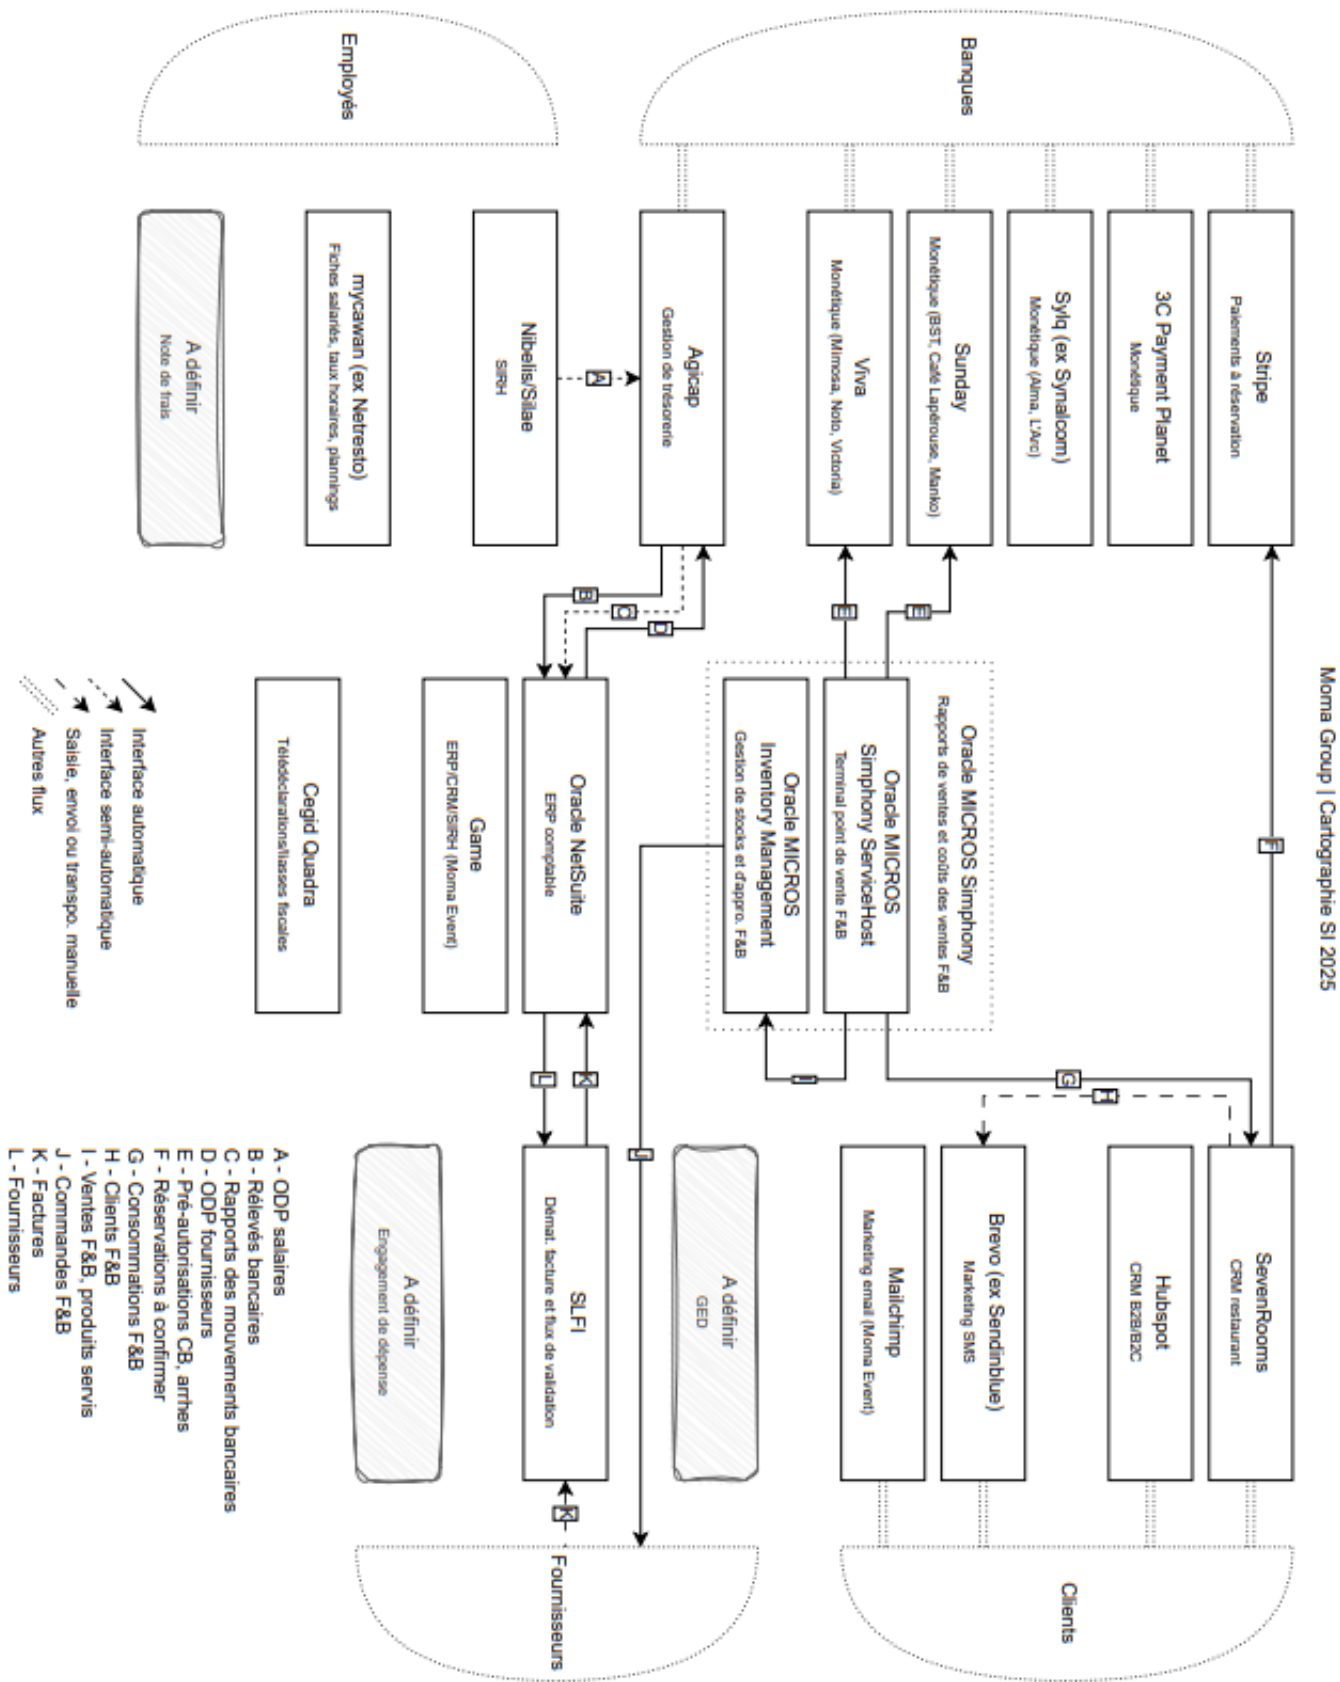 Moma Group | Cartographie SI 2025
Banques
Employés
Stripe
Paiements à réservation
3C Payment Planet
Monétique
Sylq (ex Synalcom)
Monétique (Alma, L'Arc)
Sunday
Monétique (BST, Café Lapérouse, Manko)
Viva
Monétique (Mimosa, Noto, Victoria)
Agicap
Gestion de trésorerie
Nibelis/Silae
SIRH
mycawan (ex Netresto)
Fiches salariés, taux horaires, plannings
A définir
Note de frais
F
E
E
A
B
C
D
Oracle MICROS Simphony
Rapports de ventes et coûts des ventes F&B
Oracle MICROS
Simphony ServiceHost
Terminal point de vente F&B
Oracle MICROS
Inventory Management
Gestion de stocks et d'appro. F&B
Oracle NetSuite
ERP comptable
Game
ERP/CRM/SIRH (Moma Event)
Cegid Quadra
Télédéclarations/liasses fiscales
G
H
I
J
K
L
SevenRooms
CRM restaurant
Hubspot
CRM B2B/B2C
Brevo (ex Sendinblue)
Marketing SMS
Mailchimp
Marketing email (Moma Event)
A définir
GED
SLFI
Démat. facture et flux de validation
A définir
Engagement de dépense
K
Clients
Fournisseurs
Interface automatique
Interface semi-automatique
Saisie, envoi ou transpo. manuelle
Autres flux
A - ODP salaires
B - Rélevés bancaires
C - Rapports des mouvements bancaires
D - ODP fournisseurs
E - Pré-autorisations CB, arrhes
F - Réservations à confirmer
G - Consommations F&B
H - Clients F&B
I - Ventes F&B, produits servis
J - Commandes F&B
K - Factures
L - Fournisseurs